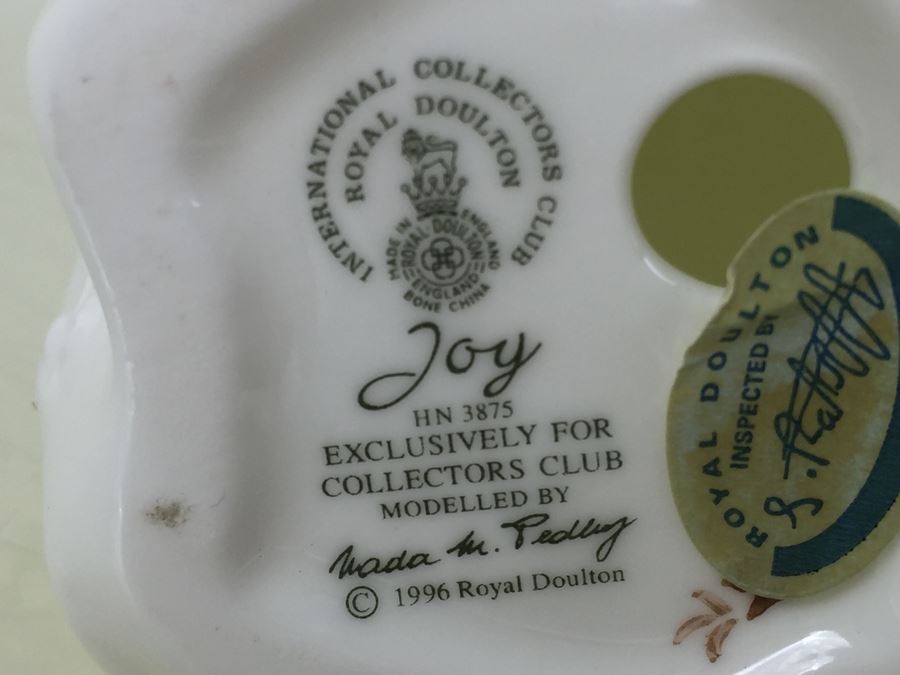 INTERNATIONAL COLLECTORS CLUB
ROYAL DOULTON
MADE IN ENGLAND
ROYAL·DOULTON
ENGLAND
BONE CHINA
Joy
HN 3875
EXCLUSIVELY FOR
COLLECTORS CLUB
MODELLED BY
Nada M. Pedley
© 1996 Royal Doulton
ROYAL DOULTON
INSPECTED BY